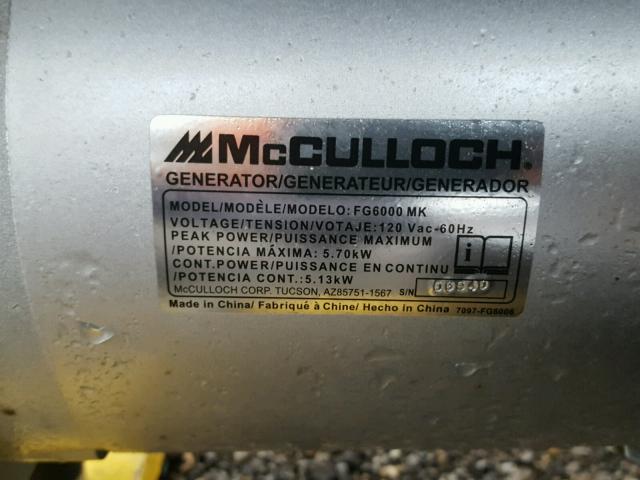 McCULLOCH.
GENERATOR/GENERATEUR/GENERADOR
MODEL/MODÈLE/MODELO:FG6000 MK
VOLTAGE/TENSION/VOTAJE:120 Vac-60Hz
PEAK POWER/PUISSANCE MAXIMUM
/POTENCIA MÁXIMA: 5.70kW
CONT.POWER/PUISSANCE EN CONTINU
/POTENCIA CONT.: 5.13kW
McCULLOCH CORP. TUCSON, AZ85751-1567 S/N
Made in China/ Fabriqué à Chine/ Hecho in China 7097-FG6006